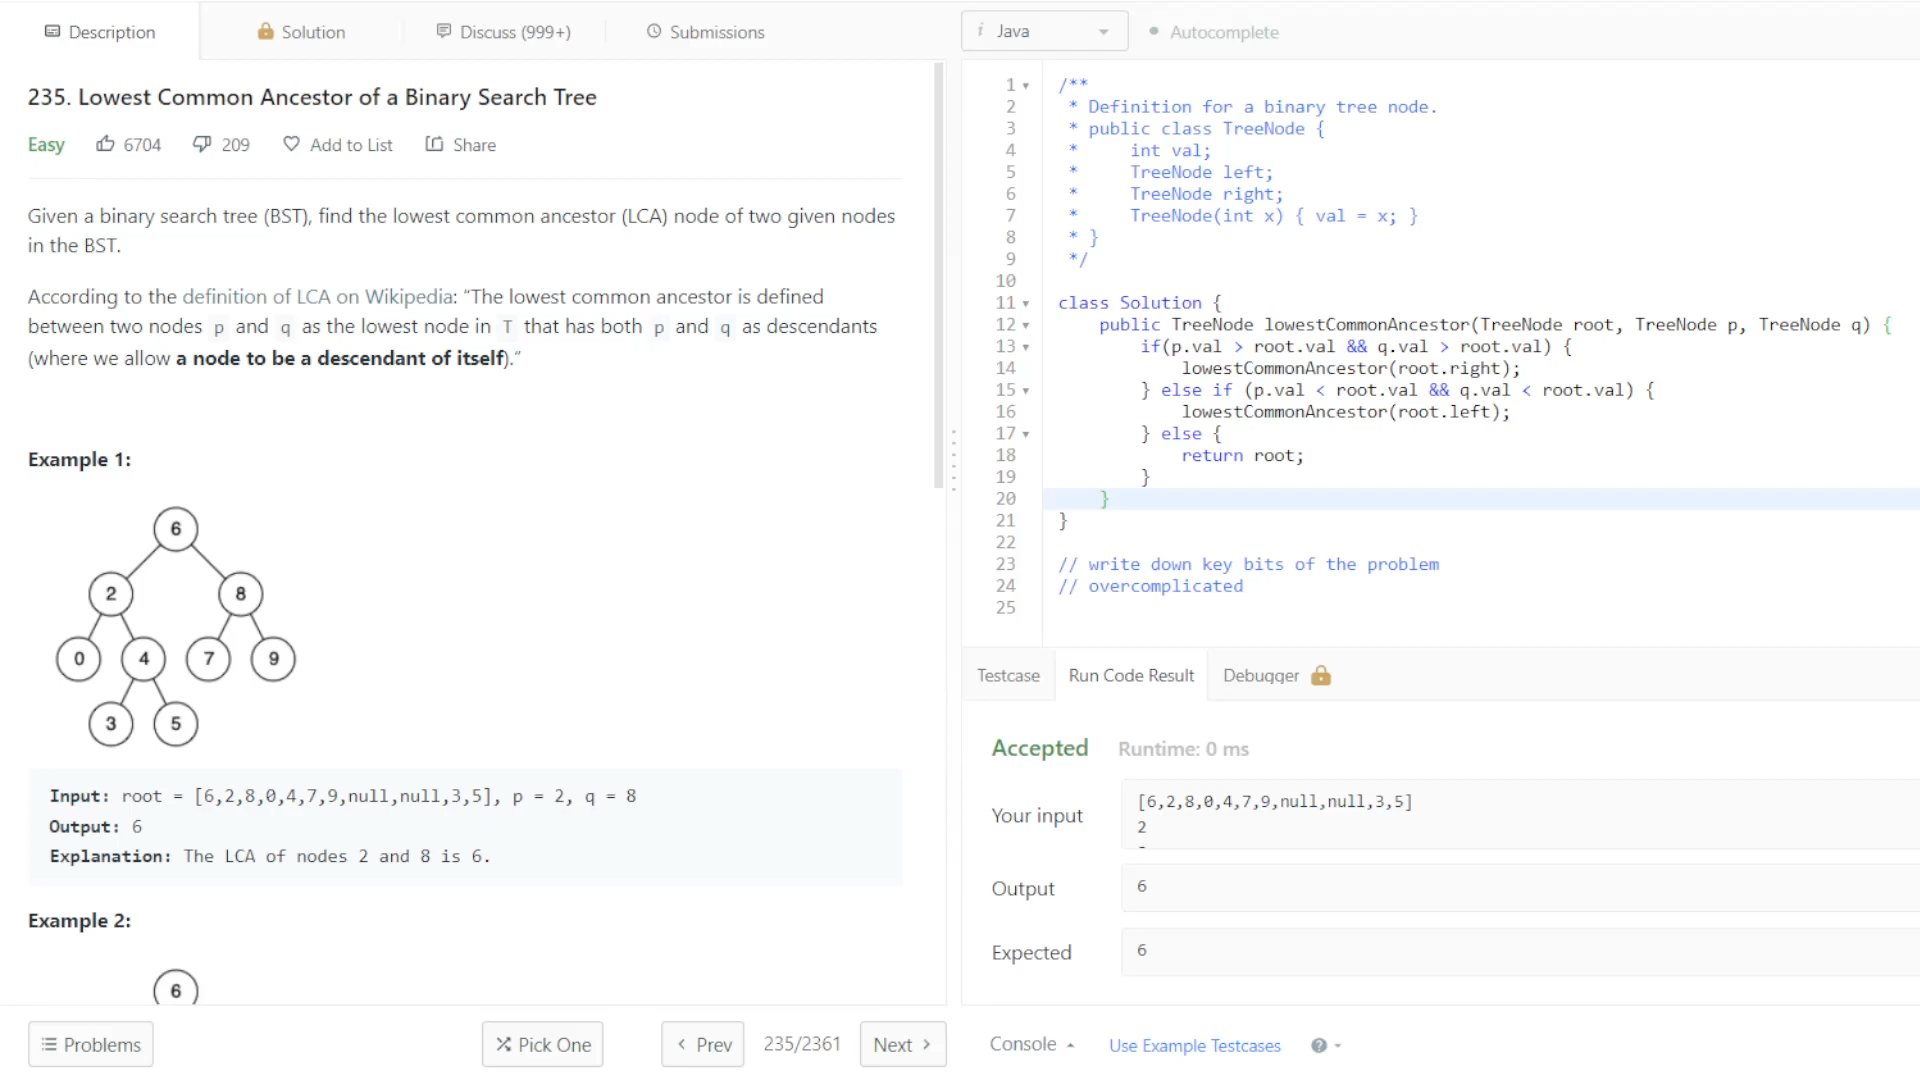 Description
Solution
Discuss (999+)
Submissions
235. Lowest Common Ancestor of a Binary Search Tree
Easy 6704 209 Add to List Share
Given a binary search tree (BST), find the lowest common ancestor (LCA) node of two given nodes
in the BST.
According to the definition of LCA on Wikipedia: “The lowest common ancestor is defined
between two nodes p and q as the lowest node in T that has both p and q as descendants
(where we allow a node to be a descendant of itself).”
Example 1:
6
2 8
0 4 7 9
3 5
Input: root = [6,2,8,0,4,7,9,null,null,3,5], p = 2, q = 8
Output: 6
Explanation: The LCA of nodes 2 and 8 is 6.
Example 2:
6
Problems
Pick One
Prev
235/2361
Next
i Java
Autocomplete
1 /**
2 * Definition for a binary tree node.
3 * public class TreeNode {
4 *     int val;
5 *     TreeNode left;
6 *     TreeNode right;
7 *     TreeNode(int x) { val = x; }
8 * }
9 */
10
11 class Solution {
12     public TreeNode lowestCommonAncestor(TreeNode root, TreeNode p, TreeNode q) {
13         if(p.val > root.val && q.val > root.val) {
14             lowestCommonAncestor(root.right);
15         } else if (p.val < root.val && q.val < root.val) {
16             lowestCommonAncestor(root.left);
17         } else {
18             return root;
19         }
20     }
21 }
22
23 // write down key bits of the problem
24 // overcomplicated
25
Testcase
Run Code Result
Debugger
Accepted Runtime: 0 ms
Your input
[6,2,8,0,4,7,9,null,null,3,5]
2
Output
6
Expected
6
Console
Use Example Testcases
?